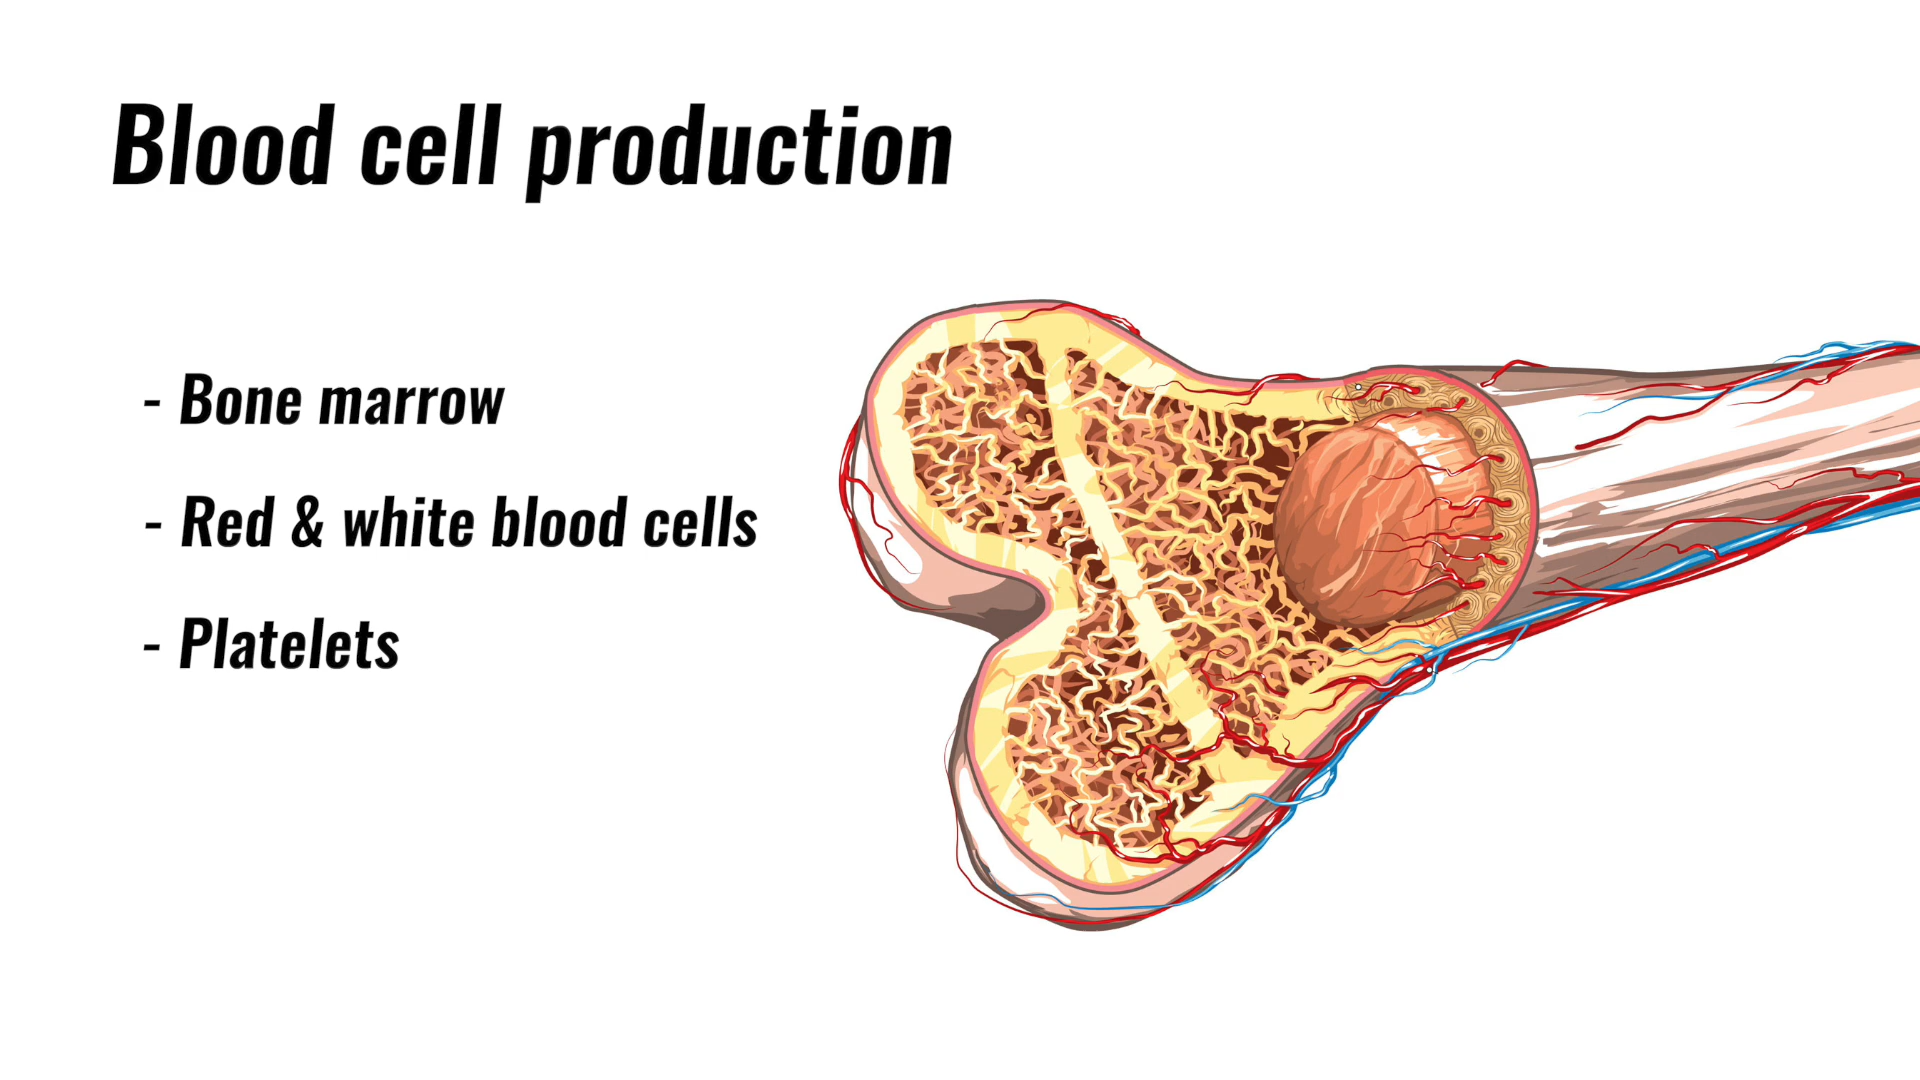 Blood cell production
- Bone marrow
- Red & white blood cells
- Platelets